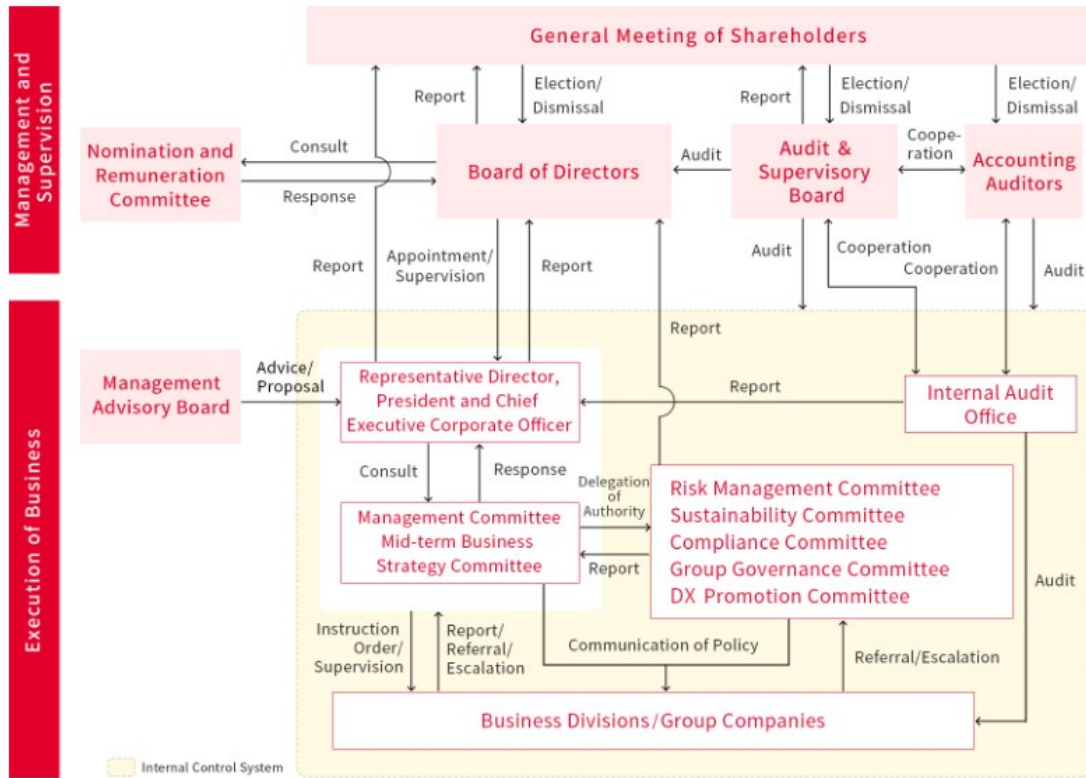 General Meeting of Shareholders
Management and
Supervision
Report
Election/
Dismissal
Report
Election/
Dismissal
Election/
Dismissal
Nomination and
Remuneration
Committee
Consult
Response
Board of Directors
Audit
Audit &
Supervisory
Board
Coope-
ration
Accounting
Auditors
Report
Appointment/
Supervision
Report
Audit
Cooperation
Cooperation
Audit
Execution of Business
Management
Advisory Board
Advice/
Proposal
Representative Director,
President and Chief
Executive Corporate Officer
Report
Report
Internal Audit
Office
Consult
Response
Management Committee
Mid-term Business
Strategy Committee
Delegation
of
Authority
Report
Risk Management Committee
Sustainability Committee
Compliance Committee
Group Governance Committee
DX Promotion Committee
Audit
Instruction
Order/
Supervision
Report/
Referral/
Escalation
Communication of Policy
Referral/Escalation
Business Divisions/Group Companies
Internal Control System